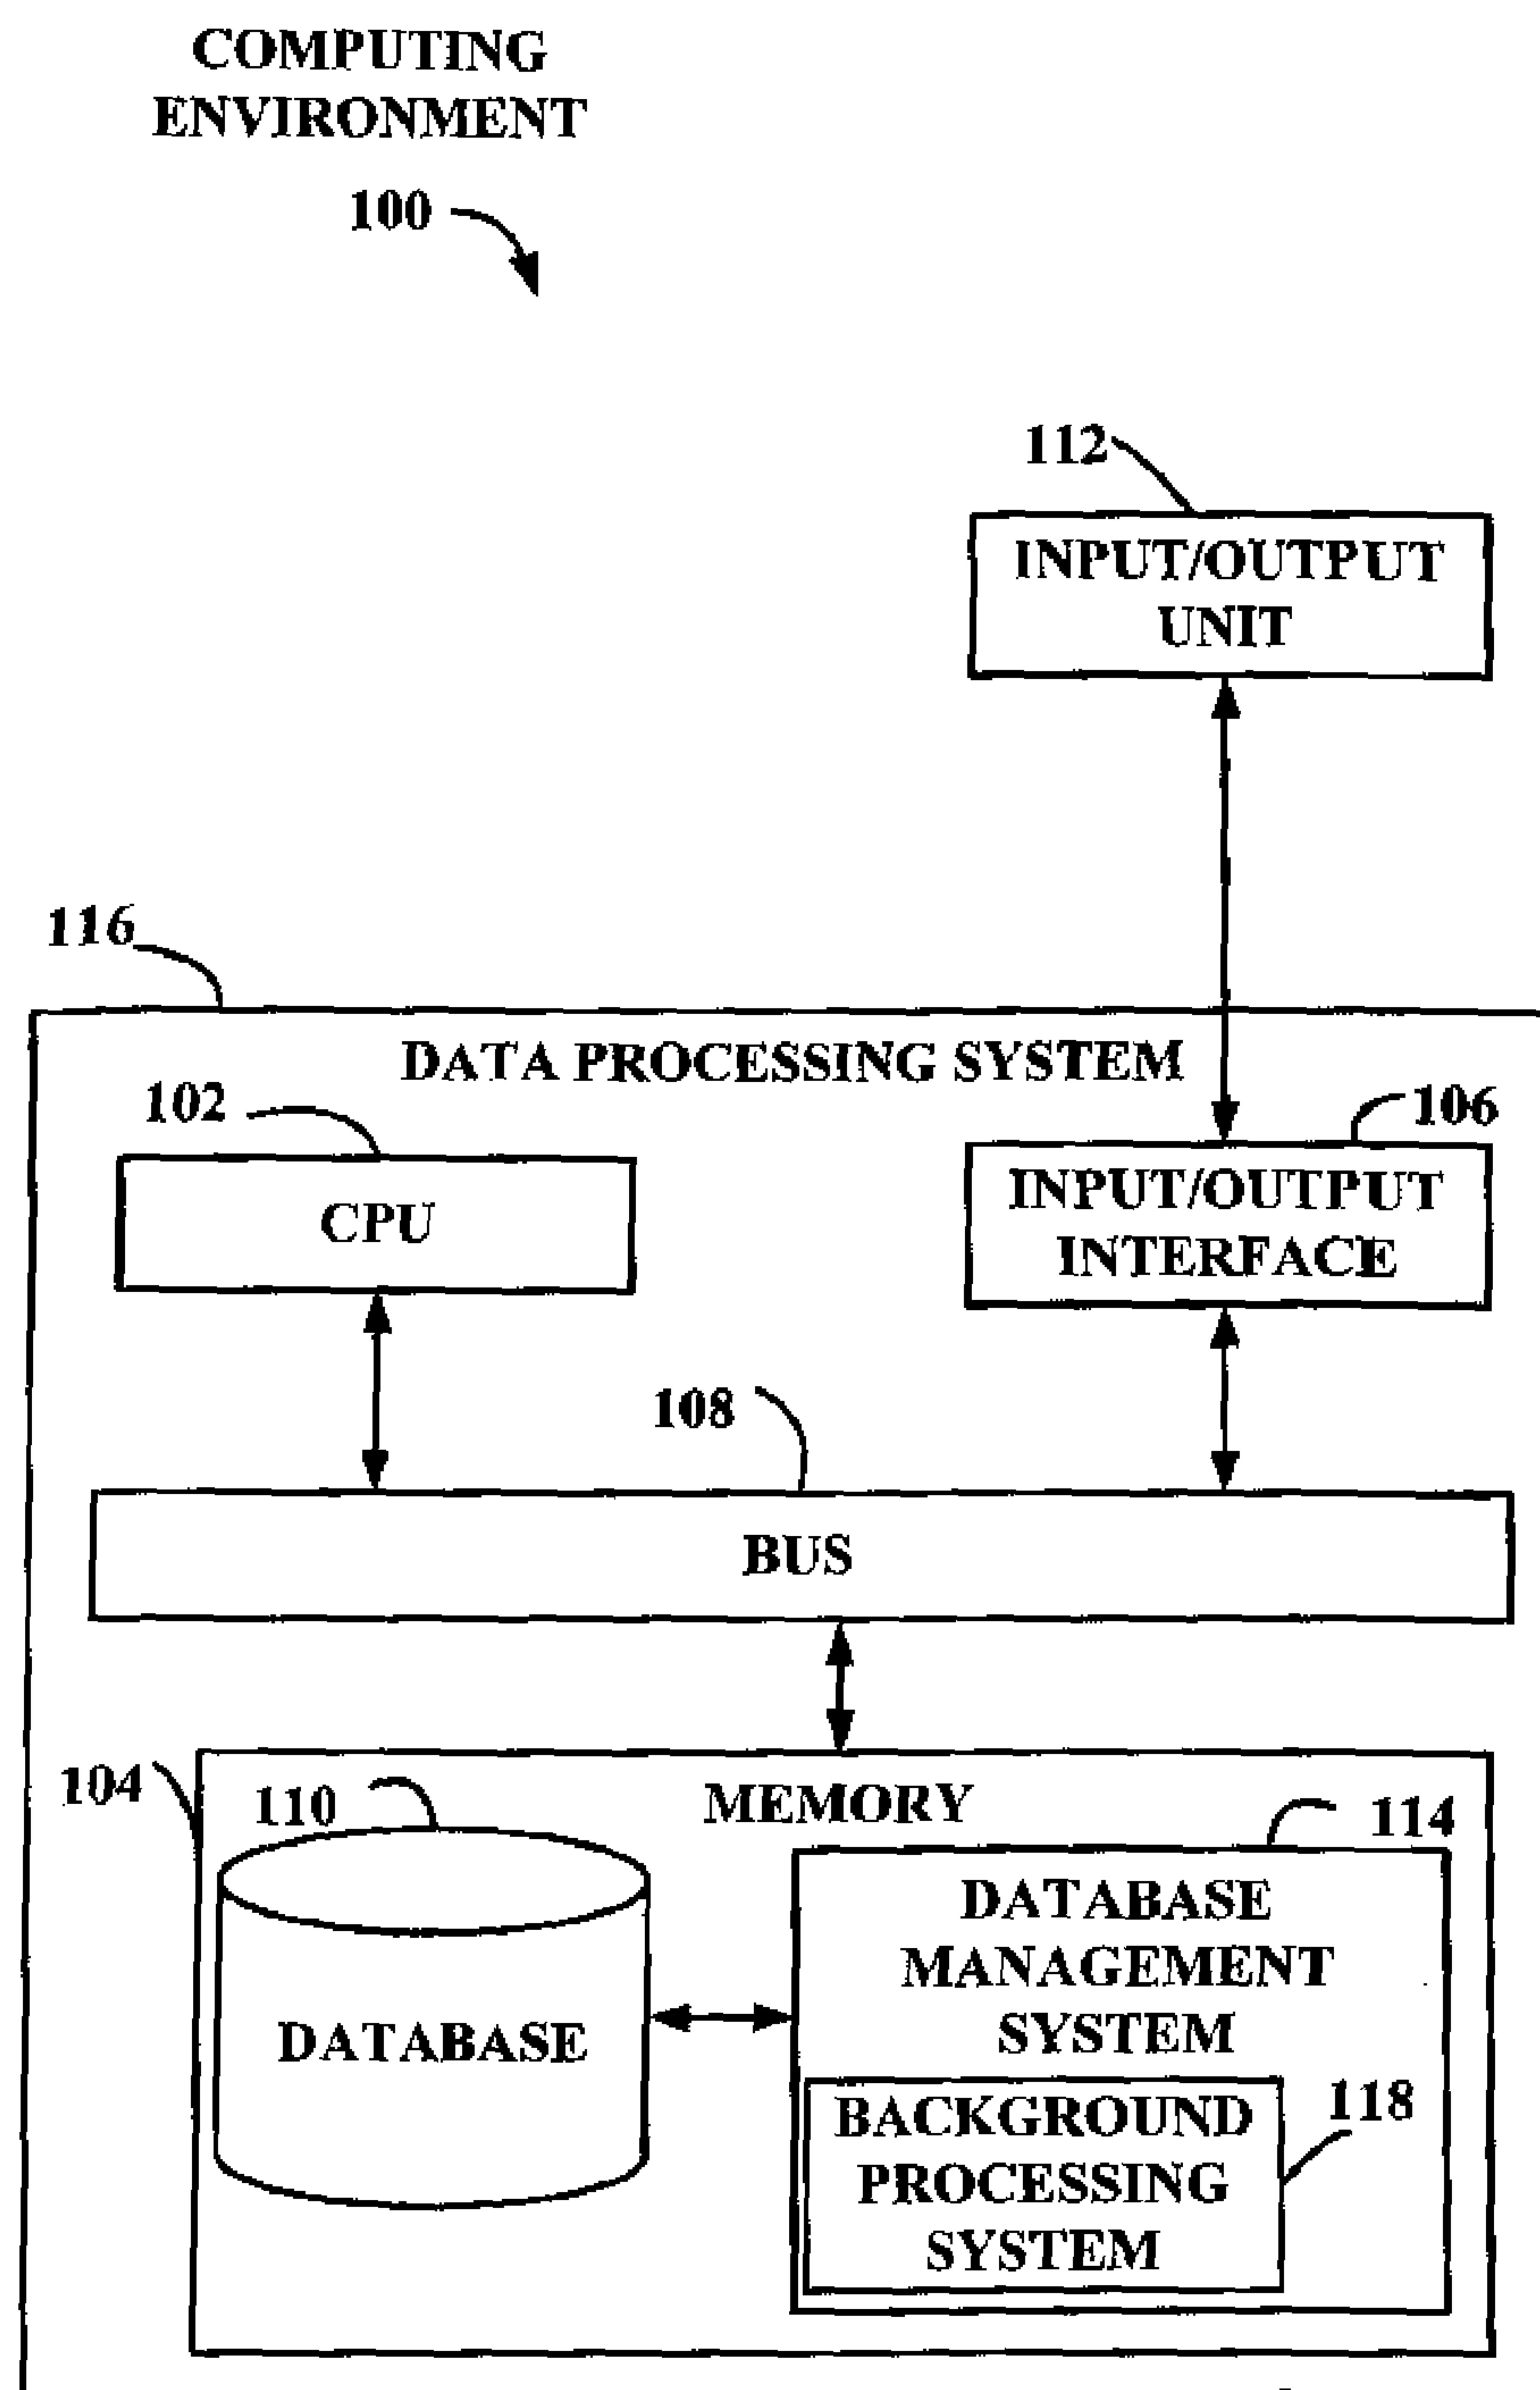 COMPUTING
ENVIRONMENT
100
112
INPUT/OUTPUT
UNIT
116
DATA PROCESSING SYSTEM
102
106
CPU
INPUT/OUTPUT
INTERFACE
108
BUS
104
110
MEMORY
114
DATABASE
MANAGEMENT
SYSTEM
DATABASE
118
BACKGROUND
PROCESSING
SYSTEM